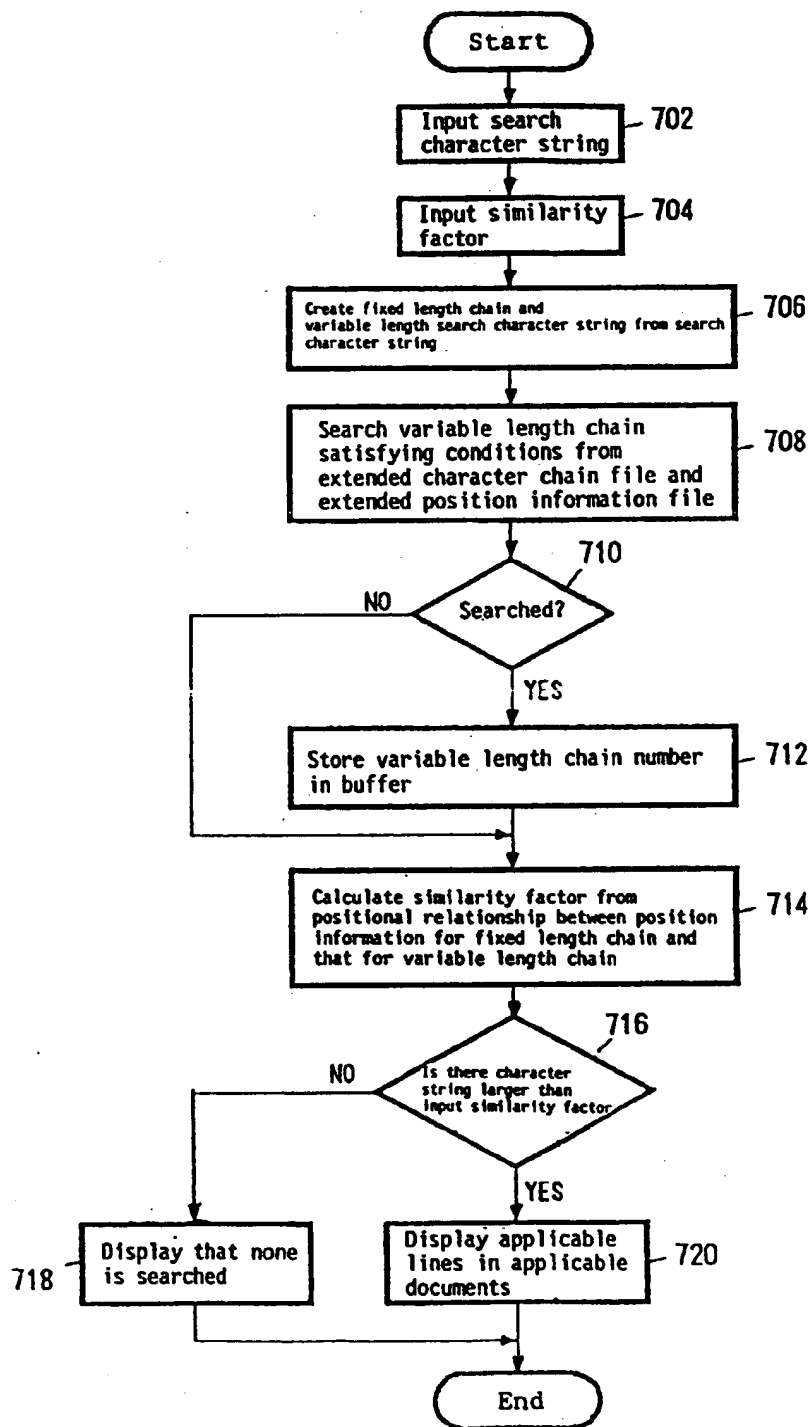 Start
Input search
character string
702
Input similarity
factor
704
Create fixed length chain and
variable length search character string from search
character string
706
Search variable length chain
satisfying conditions from
extended character chain file and
extended position information file
708
710
NO
Searched?
YES
Store variable length chain number
in buffer
712
Calculate similarity factor from
positional relationship between position
information for fixed length chain and
that for variable length chain
714
716
NO
Is there character
string larger than
input similarity factor
YES
Display that none
is searched
718
Display applicable
lines in applicable
documents
720
End